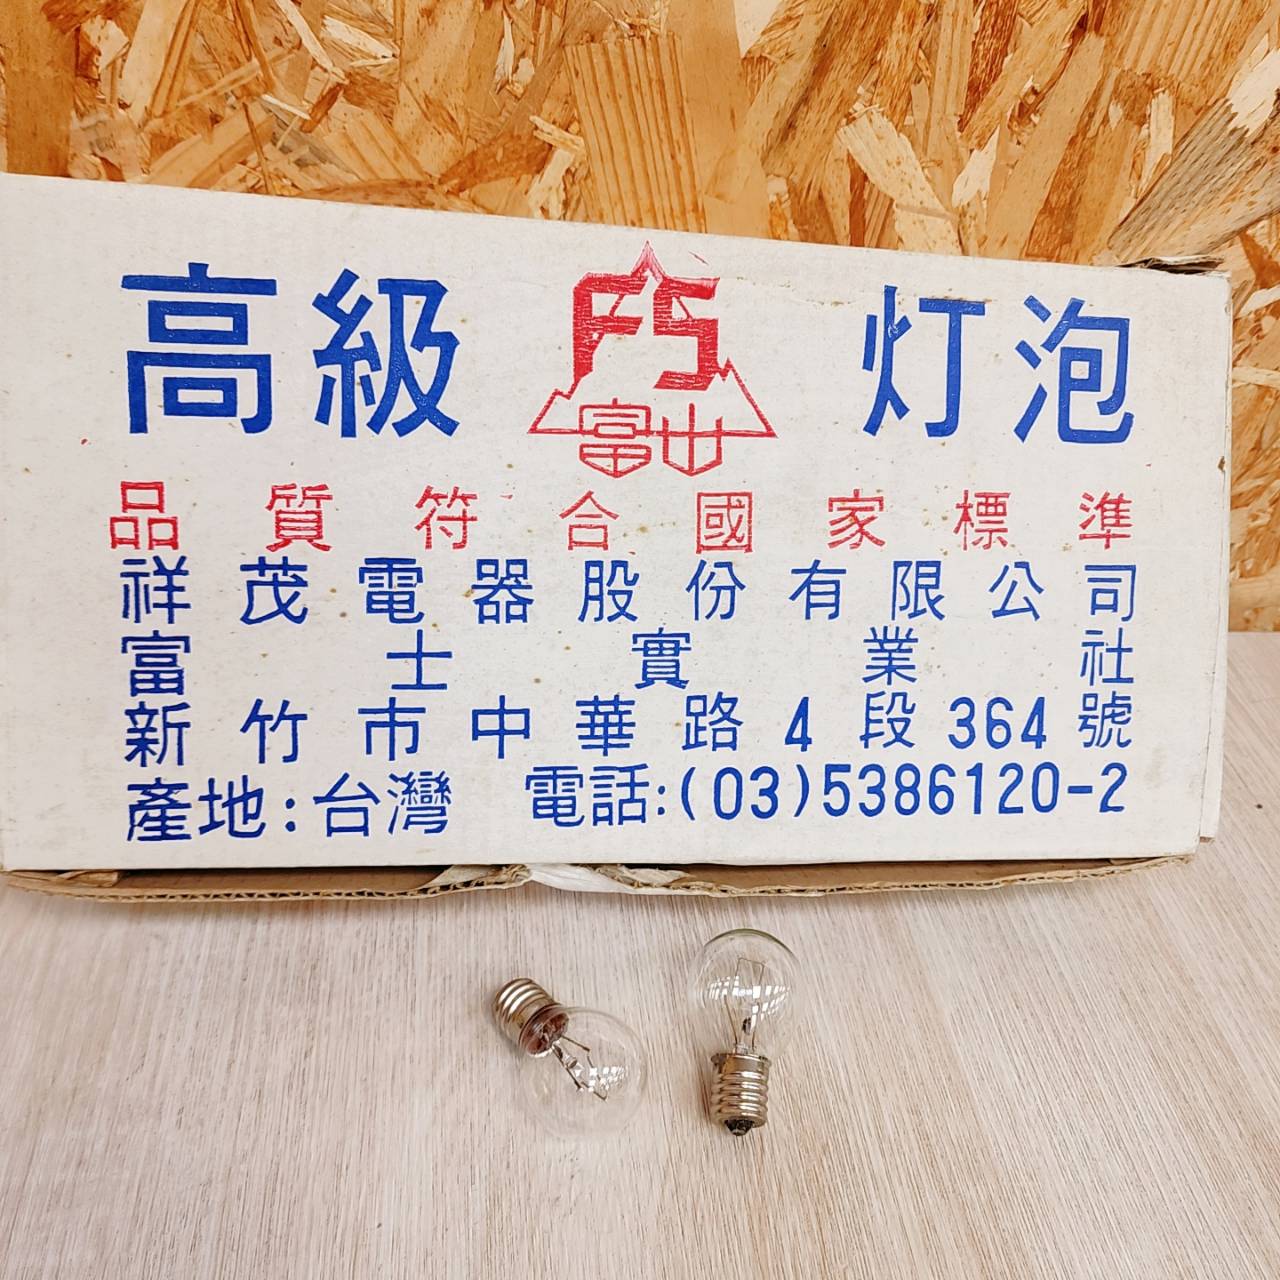 高級 FS 富山 灯泡
品質符合國家標準
祥茂電器股份有限公司
富士實業社
新竹市中華路4段364號
產地:台灣 電話:(03)5386120-2